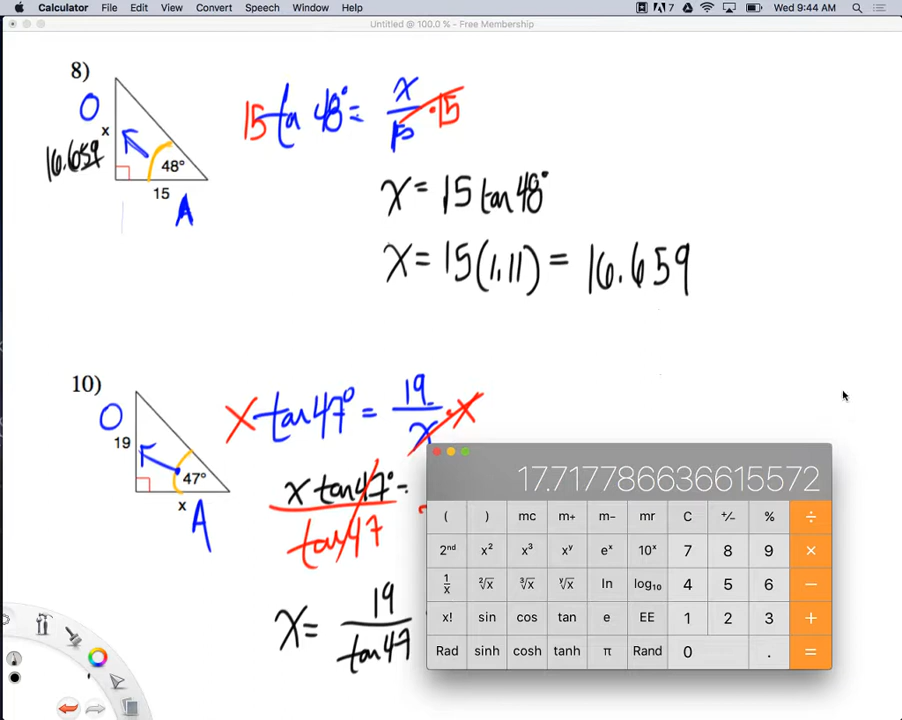 Calculator File Edit View Convert Speech Window Help 7 Wed 9:44 AM
Untitled @ 100.0 % - Free Membership
8)
O
x
16.659
48°
15
A
15 tan 48° = x/15 · 15
x = 15 tan 48°
x = 15(1.11) = 16.659
10)
O
19
47°
x
A
x tan 47° = 19/x · x
x tan 47° =
tan 47
x = 19/tan 47
17.7177866636615572
( ) mc m+ m- mr C +/- % ÷
2nd x² x³ xʸ eˣ 10ˣ 7 8 9 ×
1/x ²√x ³√x ʸ√x ln log₁₀ 4 5 6 −
x! sin cos tan e EE 1 2 3 +
Rad sinh cosh tanh π Rand 0 . =